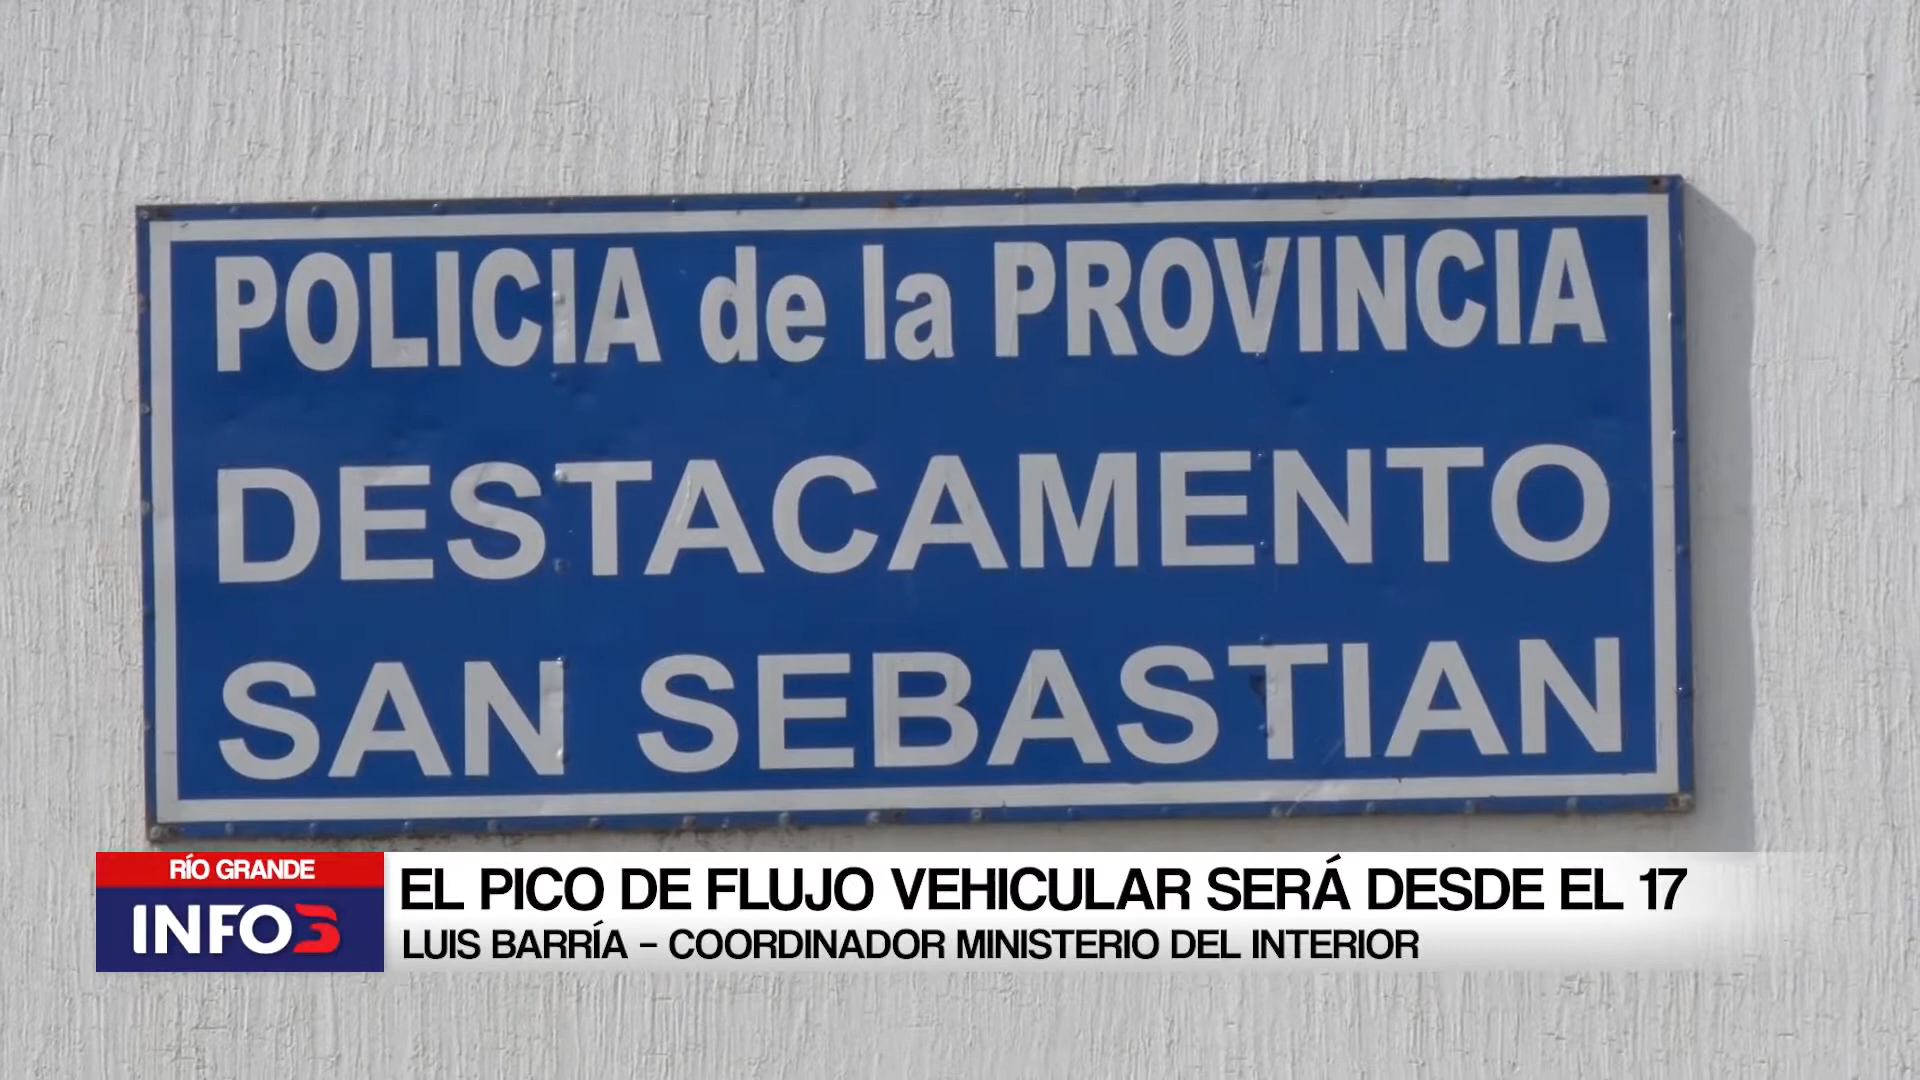 POLICIA de la PROVINCIA
DESTACAMENTO
SAN SEBASTIAN
RÍO GRANDE
INFO3
EL PICO DE FLUJO VEHICULAR SERÁ DESDE EL 17
LUIS BARRÍA – COORDINADOR MINISTERIO DEL INTERIOR